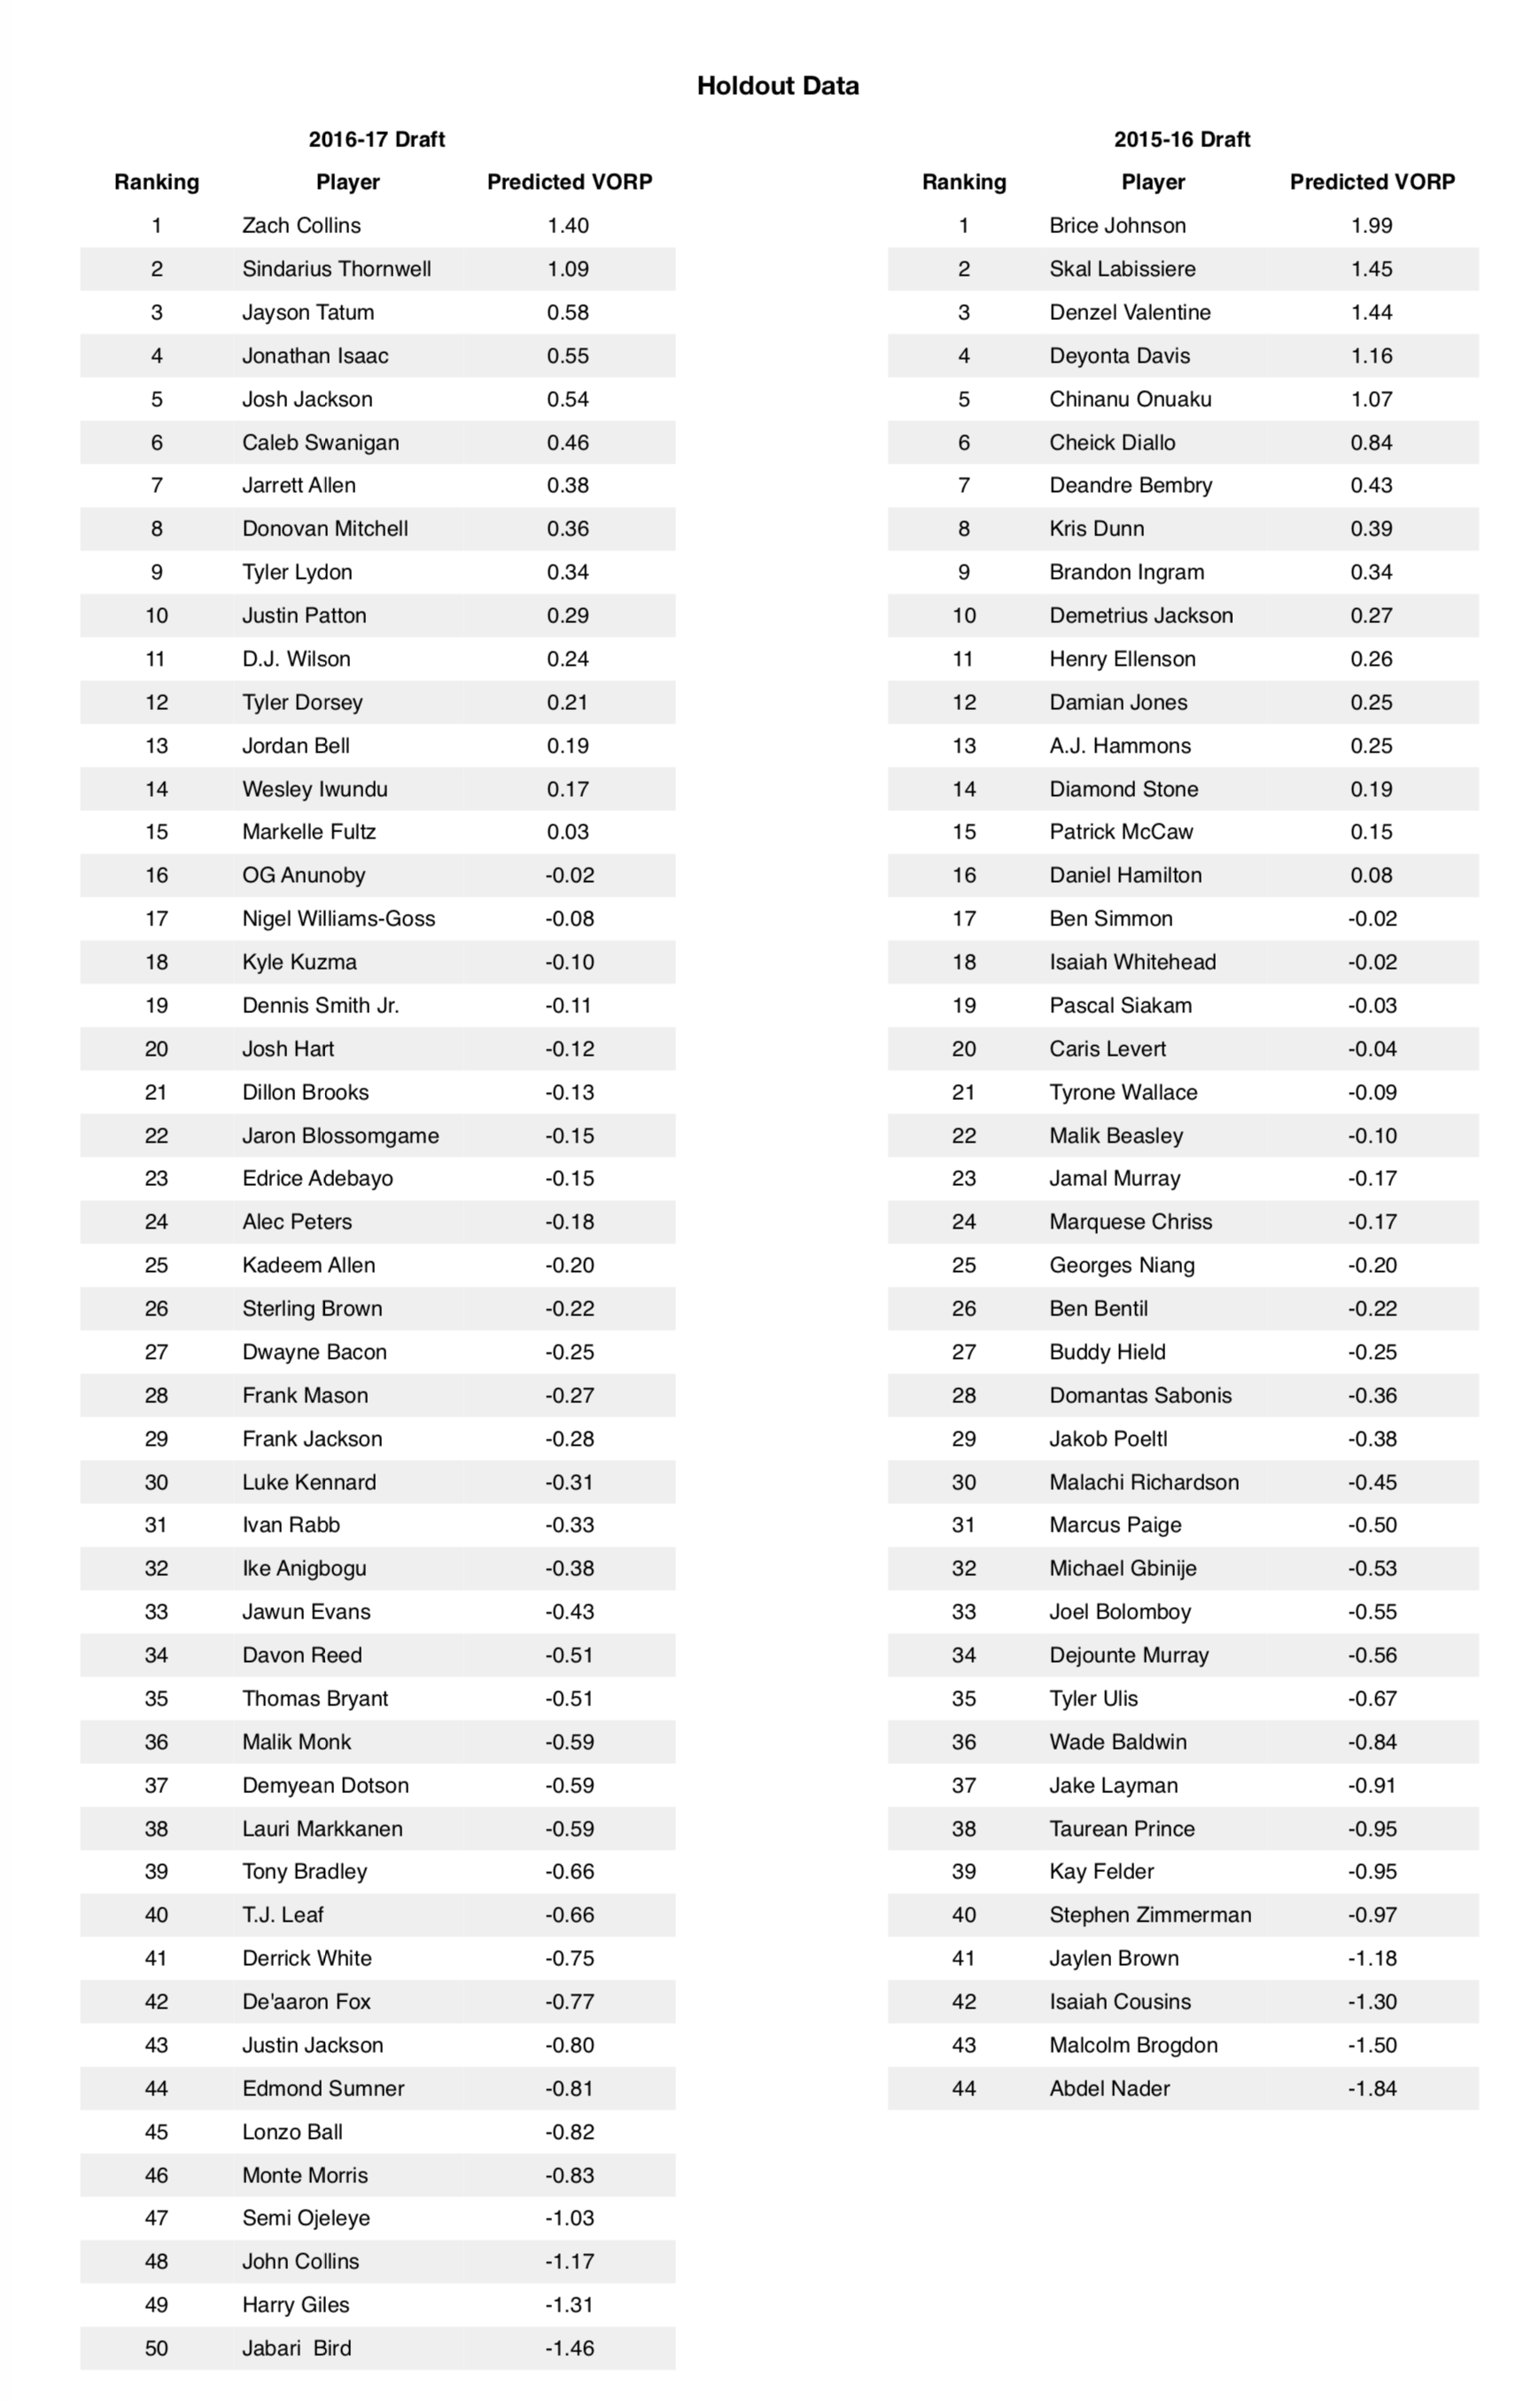 Holdout Data
2016-17 Draft
Ranking Player Predicted VORP
1 Zach Collins 1.40
2 Sindarius Thornwell 1.09
3 Jayson Tatum 0.58
4 Jonathan Isaac 0.55
5 Josh Jackson 0.54
6 Caleb Swanigan 0.46
7 Jarrett Allen 0.38
8 Donovan Mitchell 0.36
9 Tyler Lydon 0.34
10 Justin Patton 0.29
11 D.J. Wilson 0.24
12 Tyler Dorsey 0.21
13 Jordan Bell 0.19
14 Wesley Iwundu 0.17
15 Markelle Fultz 0.03
16 OG Anunoby -0.02
17 Nigel Williams-Goss -0.08
18 Kyle Kuzma -0.10
19 Dennis Smith Jr. -0.11
20 Josh Hart -0.12
21 Dillon Brooks -0.13
22 Jaron Blossomgame -0.15
23 Edrice Adebayo -0.15
24 Alec Peters -0.18
25 Kadeem Allen -0.20
26 Sterling Brown -0.22
27 Dwayne Bacon -0.25
28 Frank Mason -0.27
29 Frank Jackson -0.28
30 Luke Kennard -0.31
31 Ivan Rabb -0.33
32 Ike Anigbogu -0.38
33 Jawun Evans -0.43
34 Davon Reed -0.51
35 Thomas Bryant -0.51
36 Malik Monk -0.59
37 Demyean Dotson -0.59
38 Lauri Markkanen -0.59
39 Tony Bradley -0.66
40 T.J. Leaf -0.66
41 Derrick White -0.75
42 De'aaron Fox -0.77
43 Justin Jackson -0.80
44 Edmond Sumner -0.81
45 Lonzo Ball -0.82
46 Monte Morris -0.83
47 Semi Ojeleye -1.03
48 John Collins -1.17
49 Harry Giles -1.31
50 Jabari  Bird -1.46
2015-16 Draft
Ranking Player Predicted VORP
1 Brice Johnson 1.99
2 Skal Labissiere 1.45
3 Denzel Valentine 1.44
4 Deyonta Davis 1.16
5 Chinanu Onuaku 1.07
6 Cheick Diallo 0.84
7 Deandre Bembry 0.43
8 Kris Dunn 0.39
9 Brandon Ingram 0.34
10 Demetrius Jackson 0.27
11 Henry Ellenson 0.26
12 Damian Jones 0.25
13 A.J. Hammons 0.25
14 Diamond Stone 0.19
15 Patrick McCaw 0.15
16 Daniel Hamilton 0.08
17 Ben Simmon -0.02
18 Isaiah Whitehead -0.02
19 Pascal Siakam -0.03
20 Caris Levert -0.04
21 Tyrone Wallace -0.09
22 Malik Beasley -0.10
23 Jamal Murray -0.17
24 Marquese Chriss -0.17
25 Georges Niang -0.20
26 Ben Bentil -0.22
27 Buddy Hield -0.25
28 Domantas Sabonis -0.36
29 Jakob Poeltl -0.38
30 Malachi Richardson -0.45
31 Marcus Paige -0.50
32 Michael Gbinije -0.53
33 Joel Bolomboy -0.55
34 Dejounte Murray -0.56
35 Tyler Ulis -0.67
36 Wade Baldwin -0.84
37 Jake Layman -0.91
38 Taurean Prince -0.95
39 Kay Felder -0.95
40 Stephen Zimmerman -0.97
41 Jaylen Brown -1.18
42 Isaiah Cousins -1.30
43 Malcolm Brogdon -1.50
44 Abdel Nader -1.84